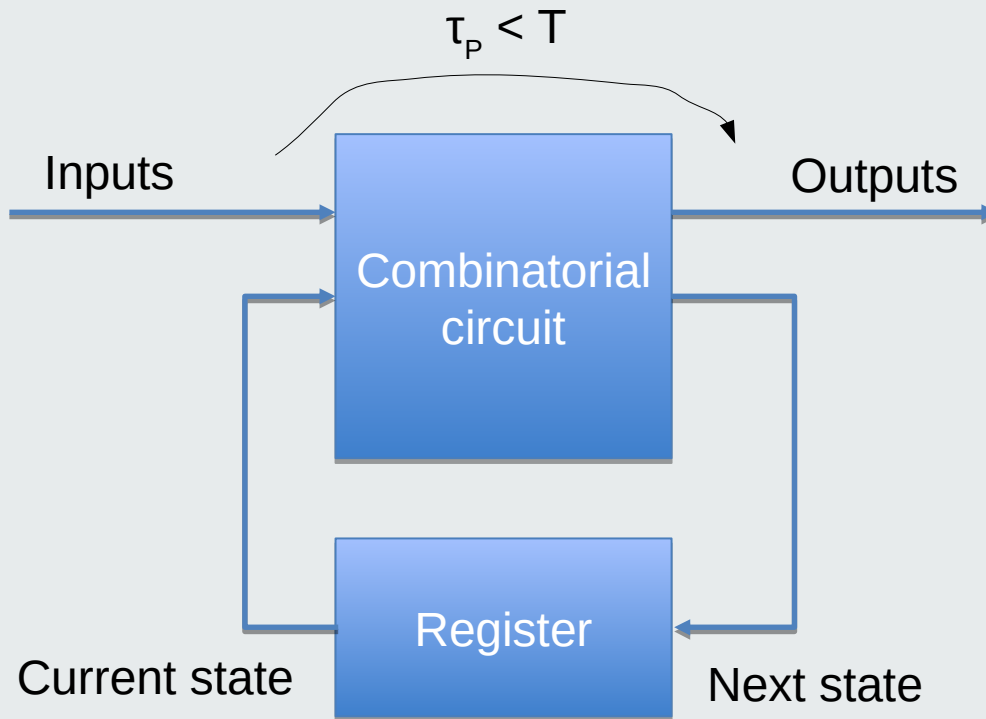 τP < T
Inputs
Outputs
Combinatorial
circuit
Register
Current state
Next state